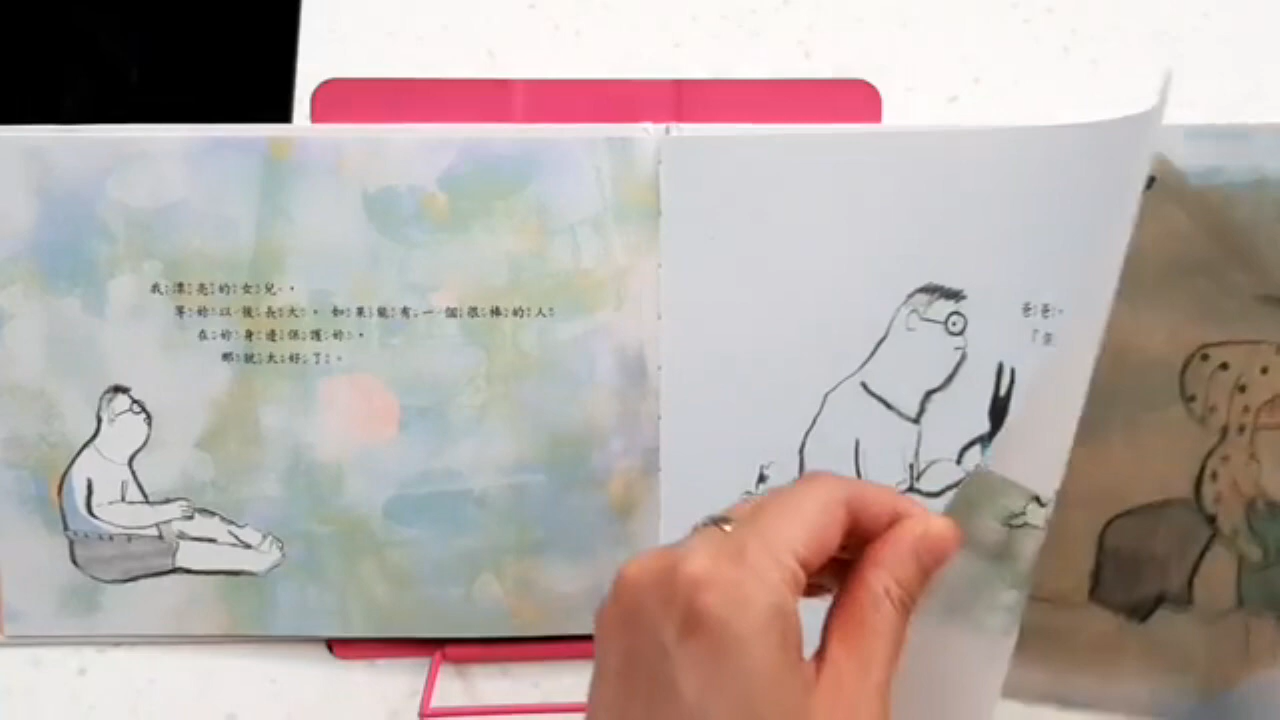 我漂亮的女兒，
等妳以後長大，如果能有一個很棒的人
在妳身邊保護妳，
那就太好了。
爸爸，
「坐